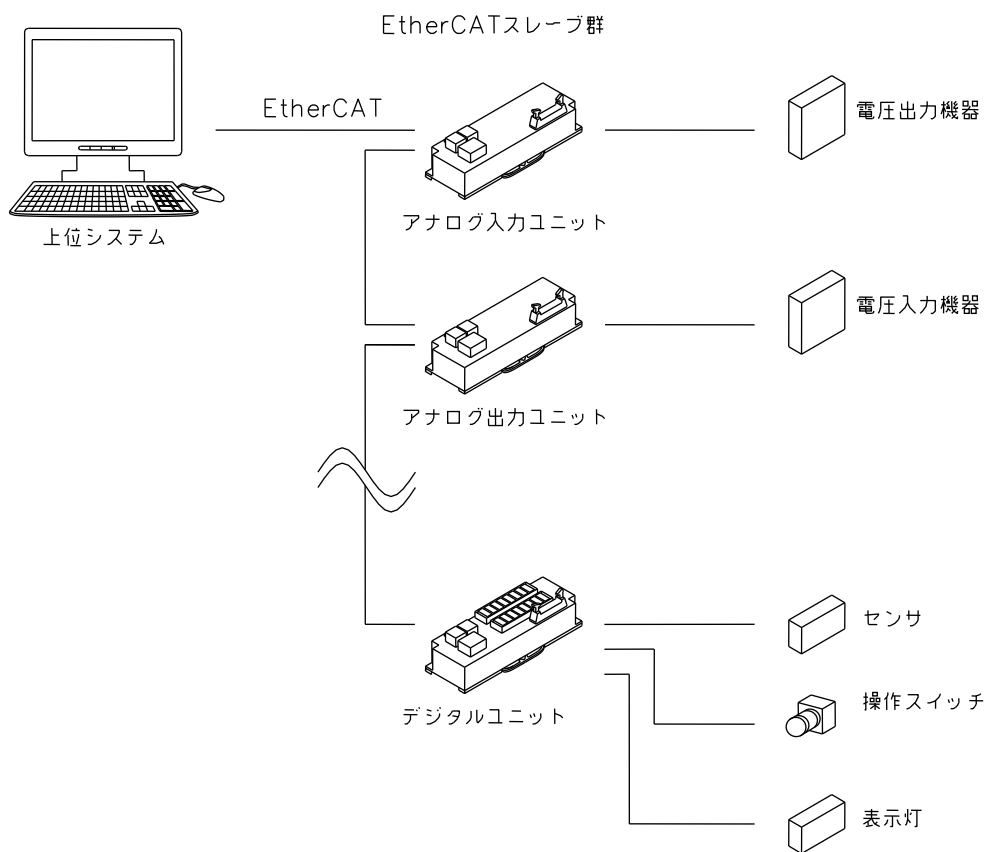 EtherCATスレーブ群
EtherCAT
電圧出力機器
アナログ入力ユニット
上位システム
電圧入力機器
アナログ出力ユニット
センサ
操作スイッチ
デジタルユニット
表示灯